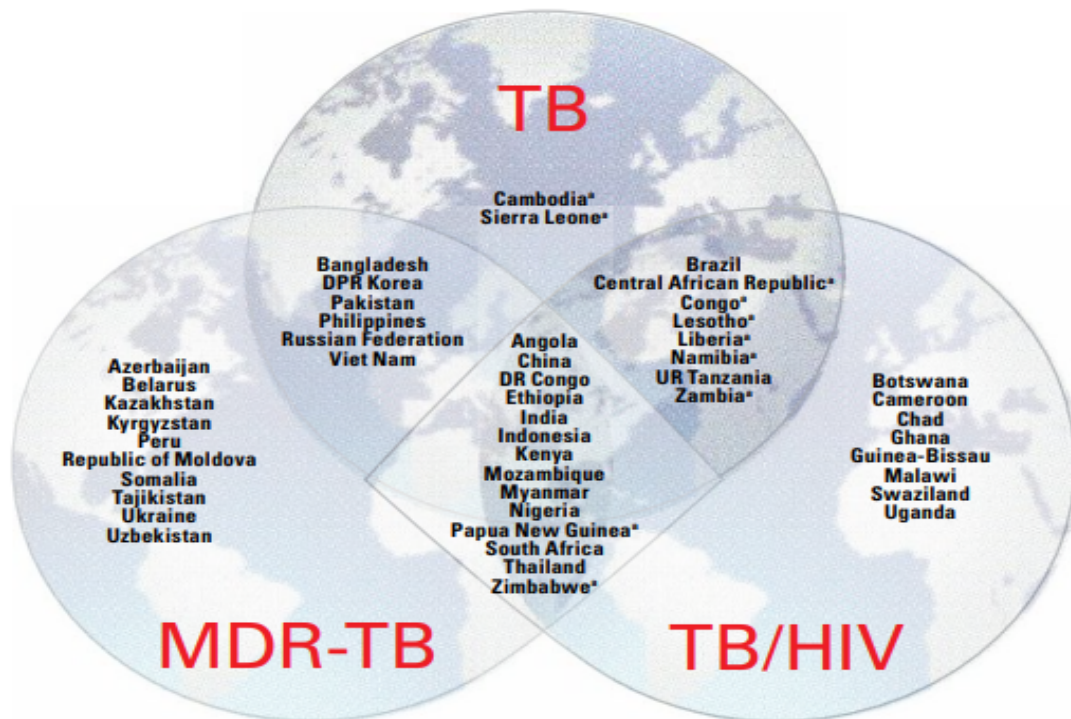 TB
Cambodiaª
Sierra Leoneª
Bangladesh
DPR Korea
Pakistan
Philippines
Russian Federation
Viet Nam
Brazil
Central African Republicª
Congoª
Lesothoª
Liberiaª
Namibiaª
UR Tanzania
Zambiaª
Angola
China
DR Congo
Ethiopia
India
Indonesia
Kenya
Mozambique
Myanmar
Nigeria
Papua New Guineaª
South Africa
Thailand
Zimbabweª
Azerbaijan
Belarus
Kazakhstan
Kyrgyzstan
Peru
Republic of Moldova
Somalia
Tajikistan
Ukraine
Uzbekistan
Botswana
Cameroon
Chad
Ghana
Guinea-Bissau
Malawi
Swaziland
Uganda
MDR-TB
TB/HIV